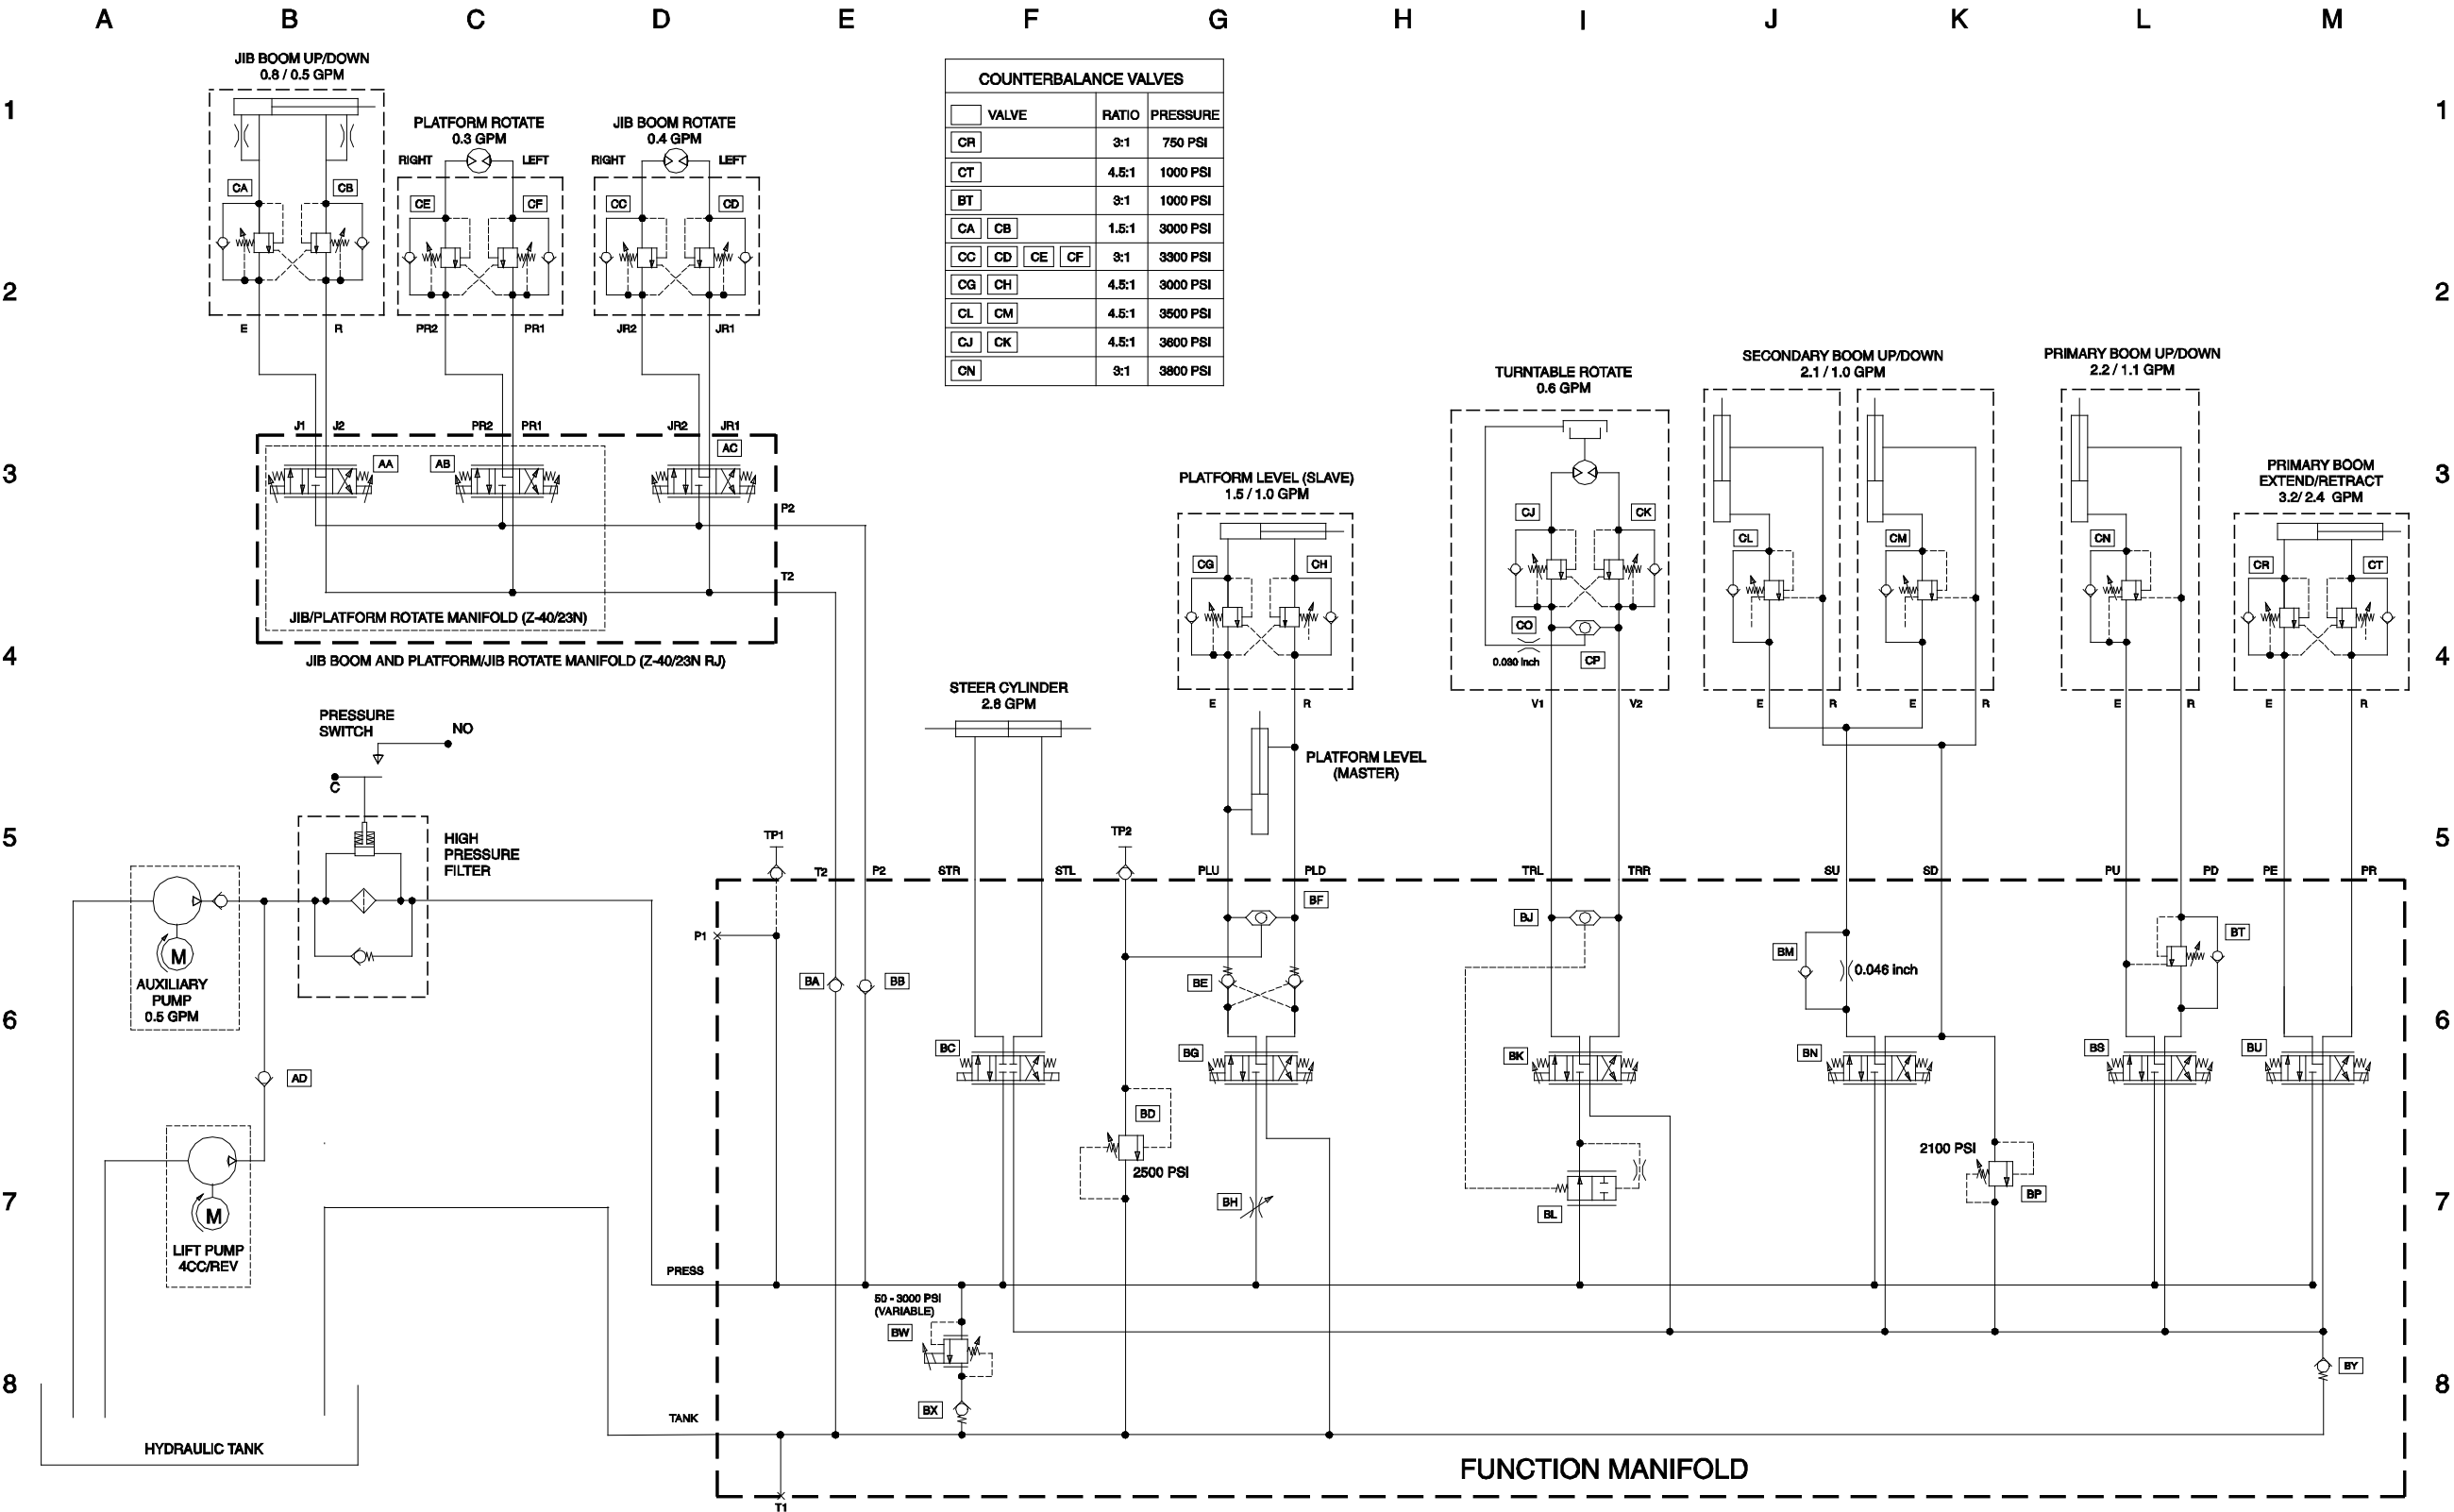 A B C D E F G H I J K L M
JIB BOOM UP/DOWN
0.8 / 0.5 GPM
1
1
PLATFORM ROTATE
0.3 GPM
RIGHT
LEFT
JIB BOOM ROTATE
0.4 GPM
RIGHT
LEFT
CA
CB
CE
CF
CC
CD
E
R
PR2
PR1
JR2
JR1
COUNTERBALANCE VALVES
VALVE RATIO PRESSURE
CR 3:1 750 PSI
CT 4.5:1 1000 PSI
BT 3:1 1000 PSI
CA CB 1.5:1 3000 PSI
CC CD CE CF 3:1 3300 PSI
CG CH 4.5:1 3000 PSI
CL CM 4.5:1 3500 PSI
CJ CK 4.5:1 3600 PSI
CN 3:1 3800 PSI
2
2
TURNTABLE ROTATE
0.6 GPM
SECONDARY BOOM UP/DOWN
2.1 / 1.0 GPM
PRIMARY BOOM UP/DOWN
2.2 / 1.1 GPM
J1
J2
PR2
PR1
JR2
JR1
AA
AB
AC
3
3
P2
T2
JIB/PLATFORM ROTATE MANIFOLD (Z-40/23N)
JIB BOOM AND PLATFORM/JIB ROTATE MANIFOLD (Z-40/23N RJ)
PLATFORM LEVEL (SLAVE)
1.5 / 1.0 GPM
CG
CH
CJ
CK
CO
CP
0.030 inch
CL
CM
CN
PRIMARY BOOM
EXTEND/RETRACT
3.2/ 2.4 GPM
CR
CT
4
4
E
R
V1
V2
E
R
E
R
E
R
E
R
STEER CYLINDER
2.8 GPM
PLATFORM LEVEL
(MASTER)
PRESSURE
SWITCH
NO
C
5
5
HIGH
PRESSURE
FILTER
TP1
TP2
T2
P2
STR
STL
PLU
PLD
TRL
TRR
SU
SD
PU
PD
PE
PR
P1
M
AUXILIARY
PUMP
0.5 GPM
BA
BB
BF
BE
BJ
BM
0.046 inch
BT
6
6
AD
BC
BG
BK
BN
BS
BU
BD
2500 PSI
2100 PSI
BP
BH
BL
7
7
M
LIFT PUMP
4CC/REV
PRESS
50 - 3000 PSI
(VARIABLE)
BW
BX
BY
8
8
TANK
HYDRAULIC TANK
FUNCTION MANIFOLD
T1